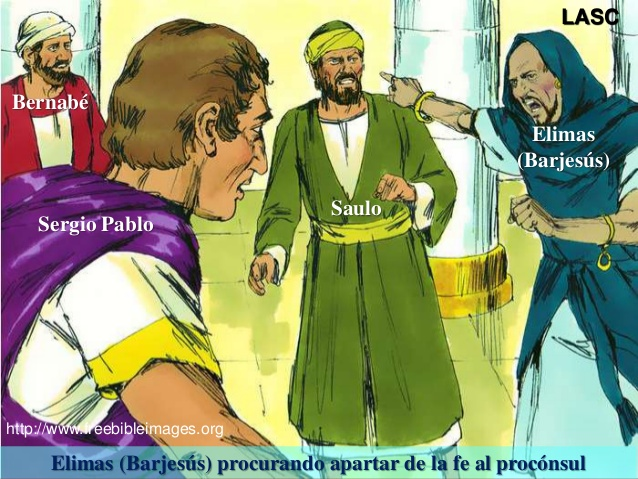 LASC
Bernabé
Elimas
(Barjesús)
Saulo
Sergio Pablo
http://www.freebibleimages.org
Elimas (Barjesús) procurando apartar de la fe al procónsul